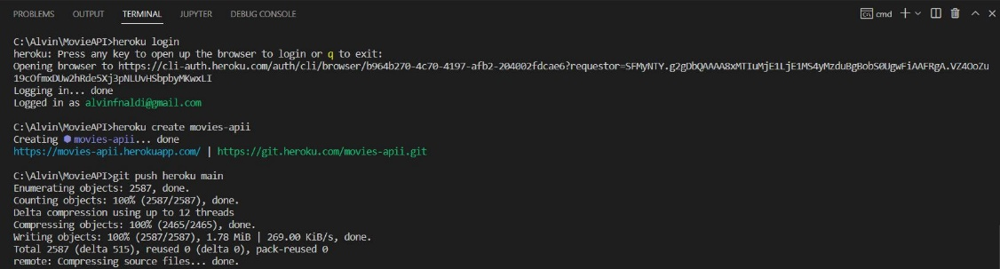 PROBLEMS OUTPUT TERMINAL JUPYTER DEBUG CONSOLE cmd
C:\Alvin\MovieAPI>heroku login
heroku: Press any key to open up the browser to login or q to exit:
Opening browser to https://cli-auth.heroku.com/auth/cli/browser/b964b270-4c70-4197-afb2-204002fdcae6?requestor=SFMyNTY.g2gDbQAAAA8xMTIuMjE1LjE1MS4yMzduBgBobS0UgwFiAAFRgA.VZ4OoZu
19cOfmxDUw2hRde5Xj3pNLUvHSbpbyMKwxLI
Logging in... done
Logged in as alvinfnaldi@gmail.com
C:\Alvin\MovieAPI>heroku create movies-apii
Creating movies-apii... done
https://movies-apii.herokuapp.com/ | https://git.heroku.com/movies-apii.git
C:\Alvin\MovieAPI>git push heroku main
Enumerating objects: 2587, done.
Counting objects: 100% (2587/2587), done.
Delta compression using up to 12 threads
Compressing objects: 100% (2465/2465), done.
Writing objects: 100% (2587/2587), 1.78 MiB | 269.00 KiB/s, done.
Total 2587 (delta 515), reused 0 (delta 0), pack-reused 0
remote: Compressing source files... done.